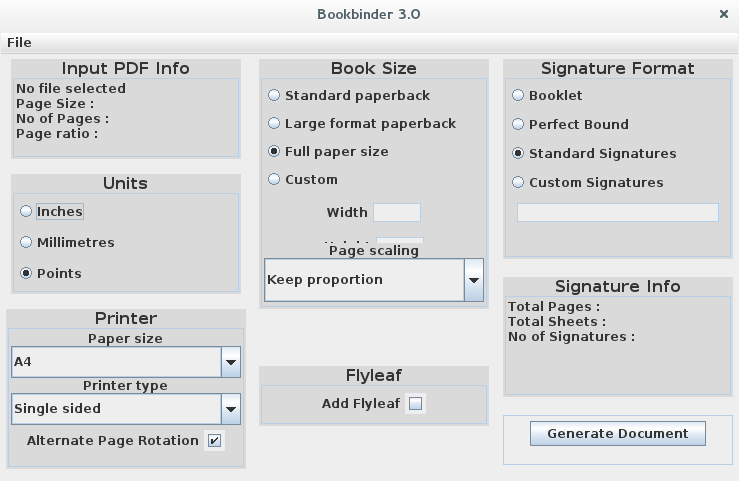 Bookbinder 3.0
File
Input PDF Info
No file selected
Page Size :
No of Pages :
Page ratio :
Units
Inches
Millimetres
Points
Printer
Paper size
A4
Printer type
Single sided
Alternate Page Rotation
Book Size
Standard paperback
Large format paperback
Full paper size
Custom
Width
Page scaling
Keep proportion
Flyleaf
Add Flyleaf
Signature Format
Booklet
Perfect Bound
Standard Signatures
Custom Signatures
Signature Info
Total Pages :
Total Sheets :
No of Signatures :
Generate Document